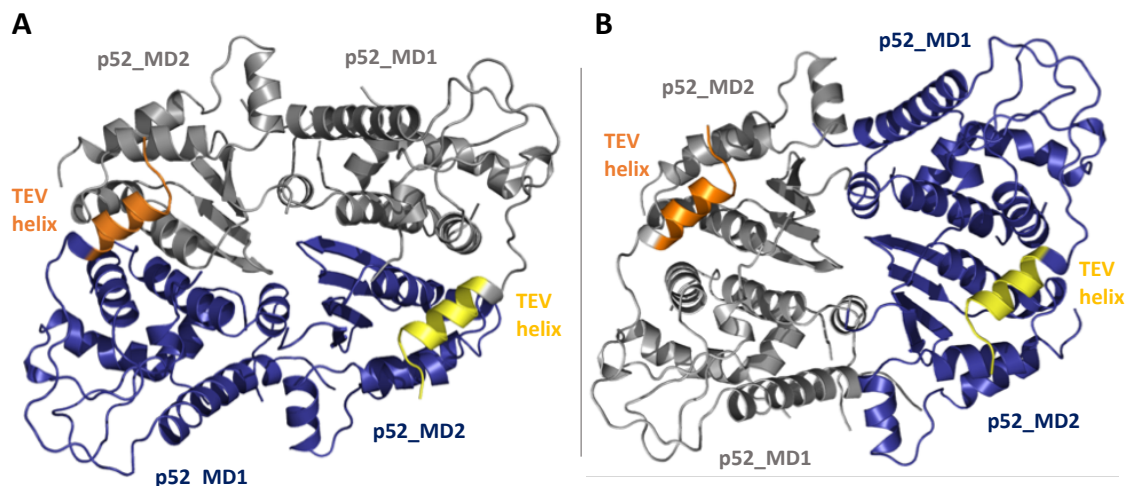 A
p52_MD2
p52_MD1
TEV
helix
TEV
helix
p52_MD2
p52_MD1
B
p52_MD1
p52_MD2
TEV
helix
TEV
helix
p52_MD2
p52_MD1